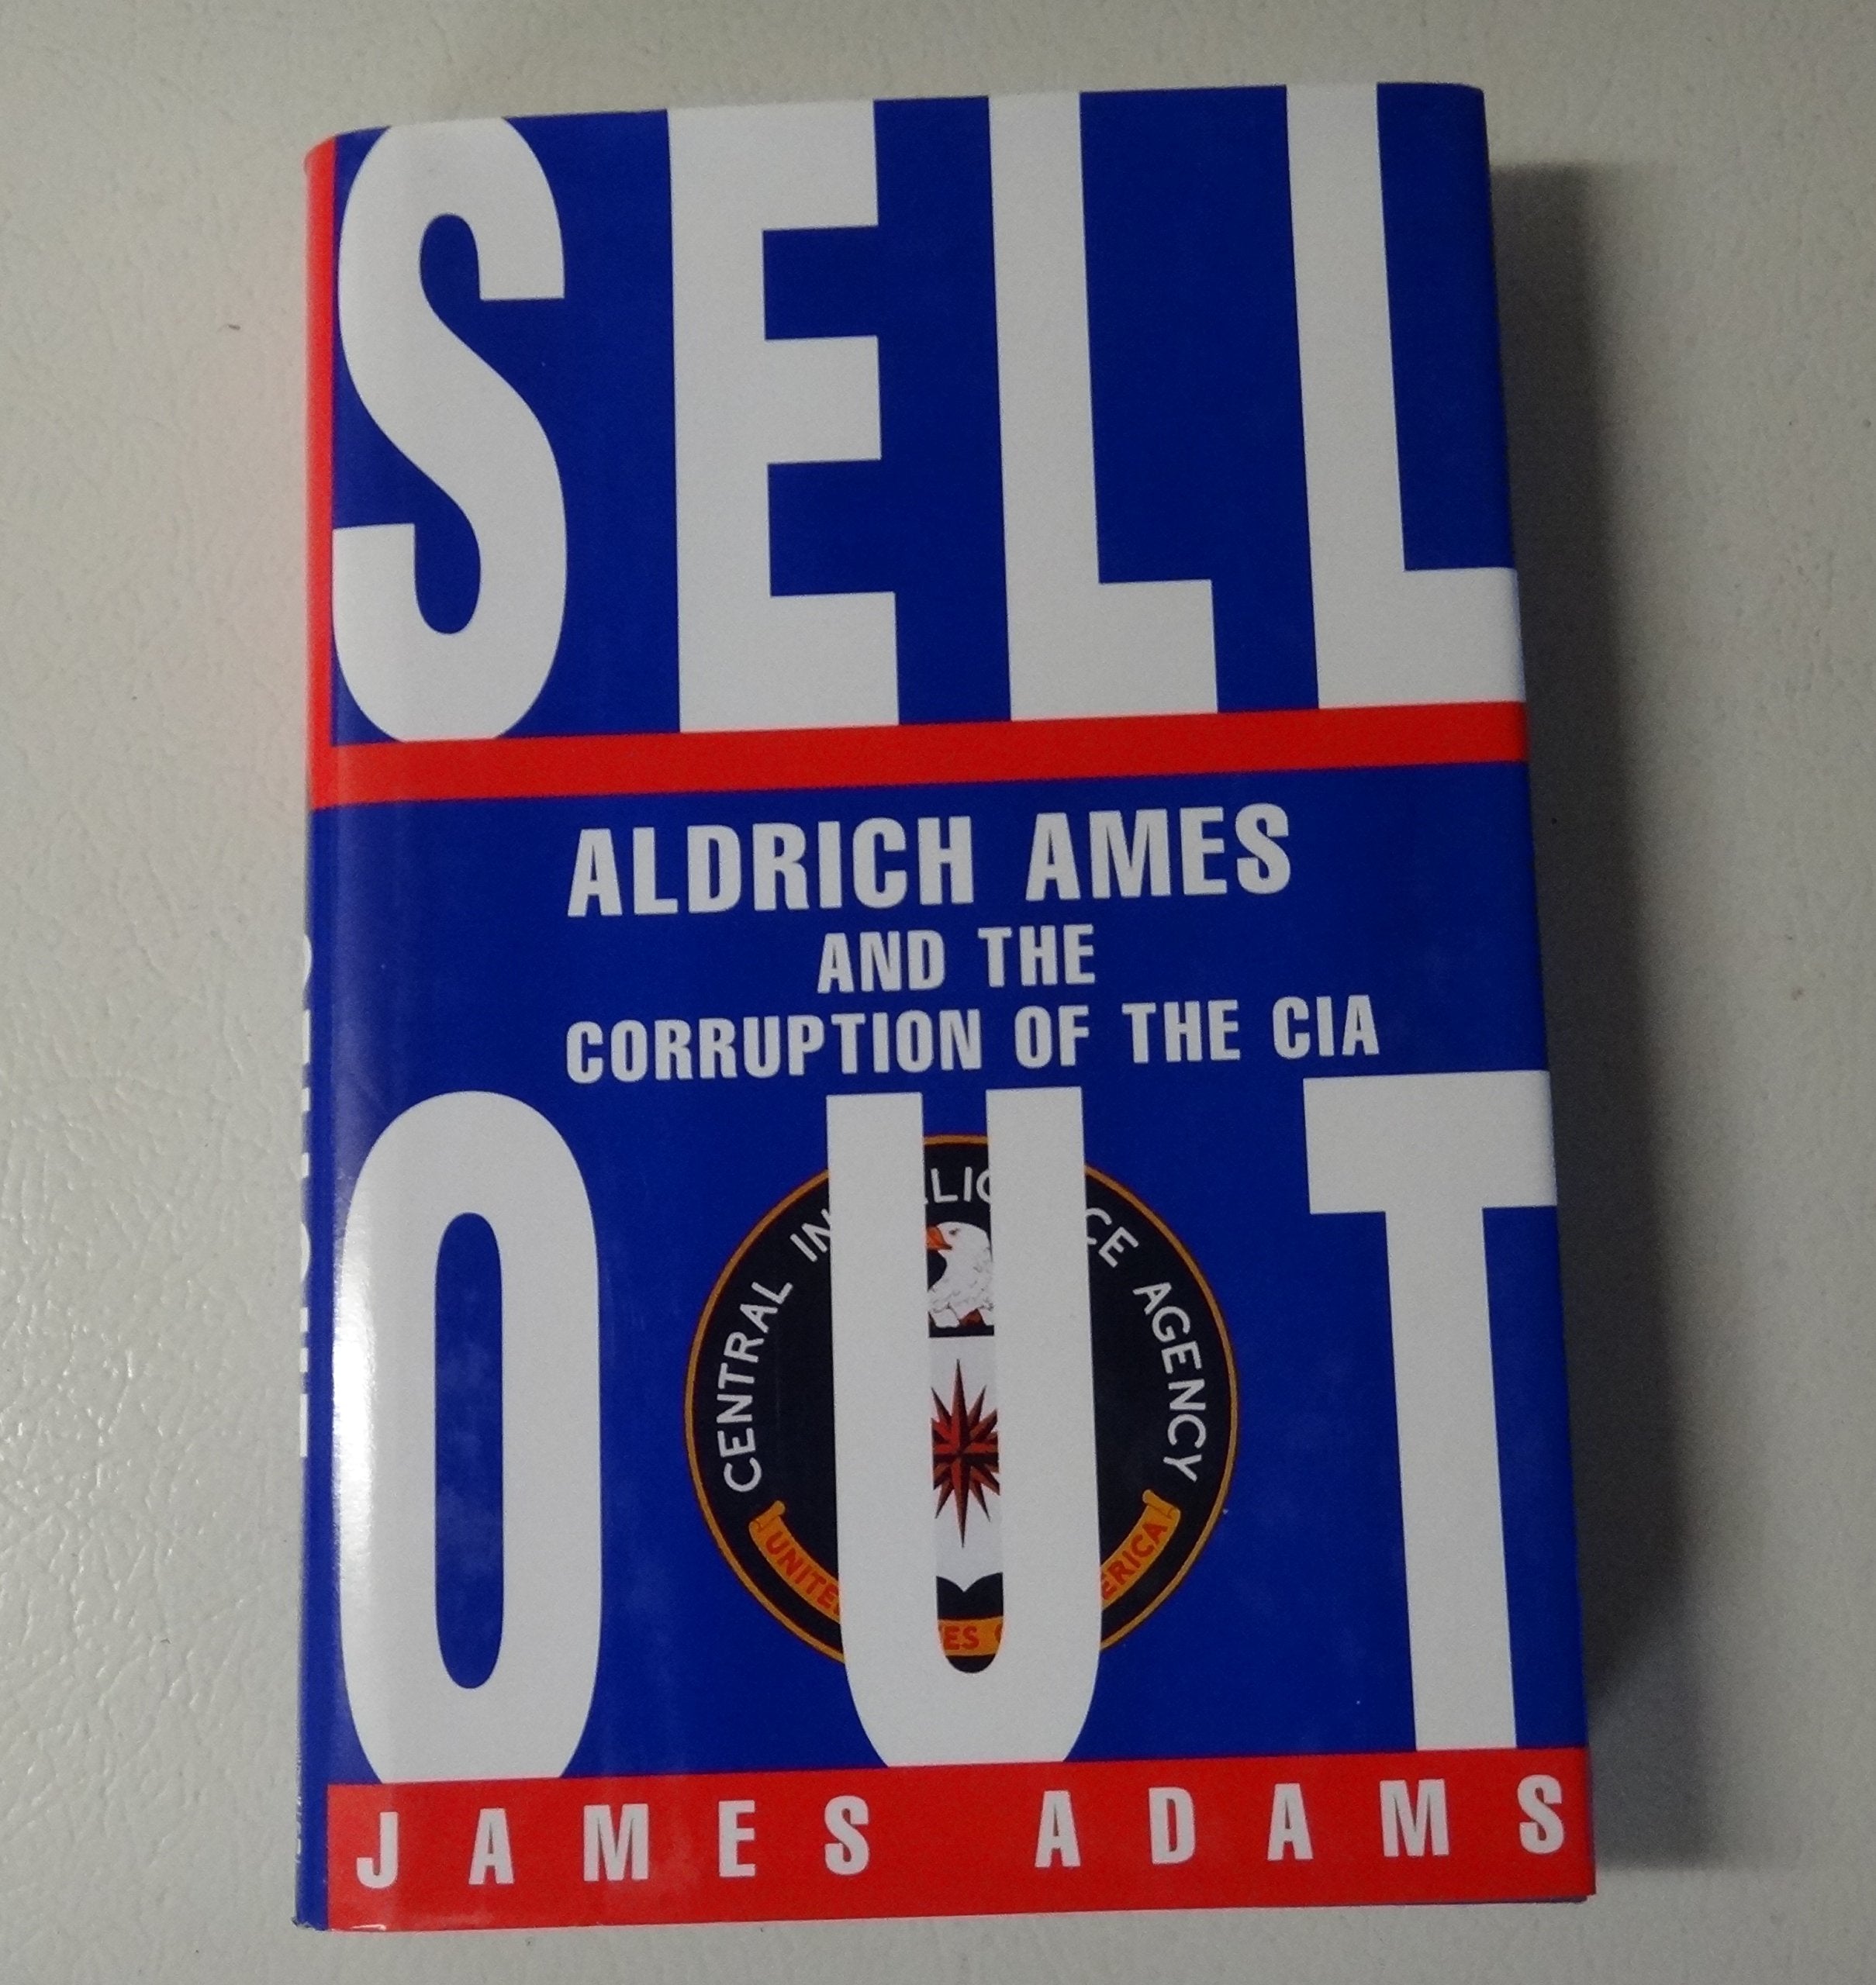 SELL
ALDRICH AMES
AND THE
CORRUPTION OF THE CIA
OUT
CENTRAL AGENCY
JAMES ADAMS